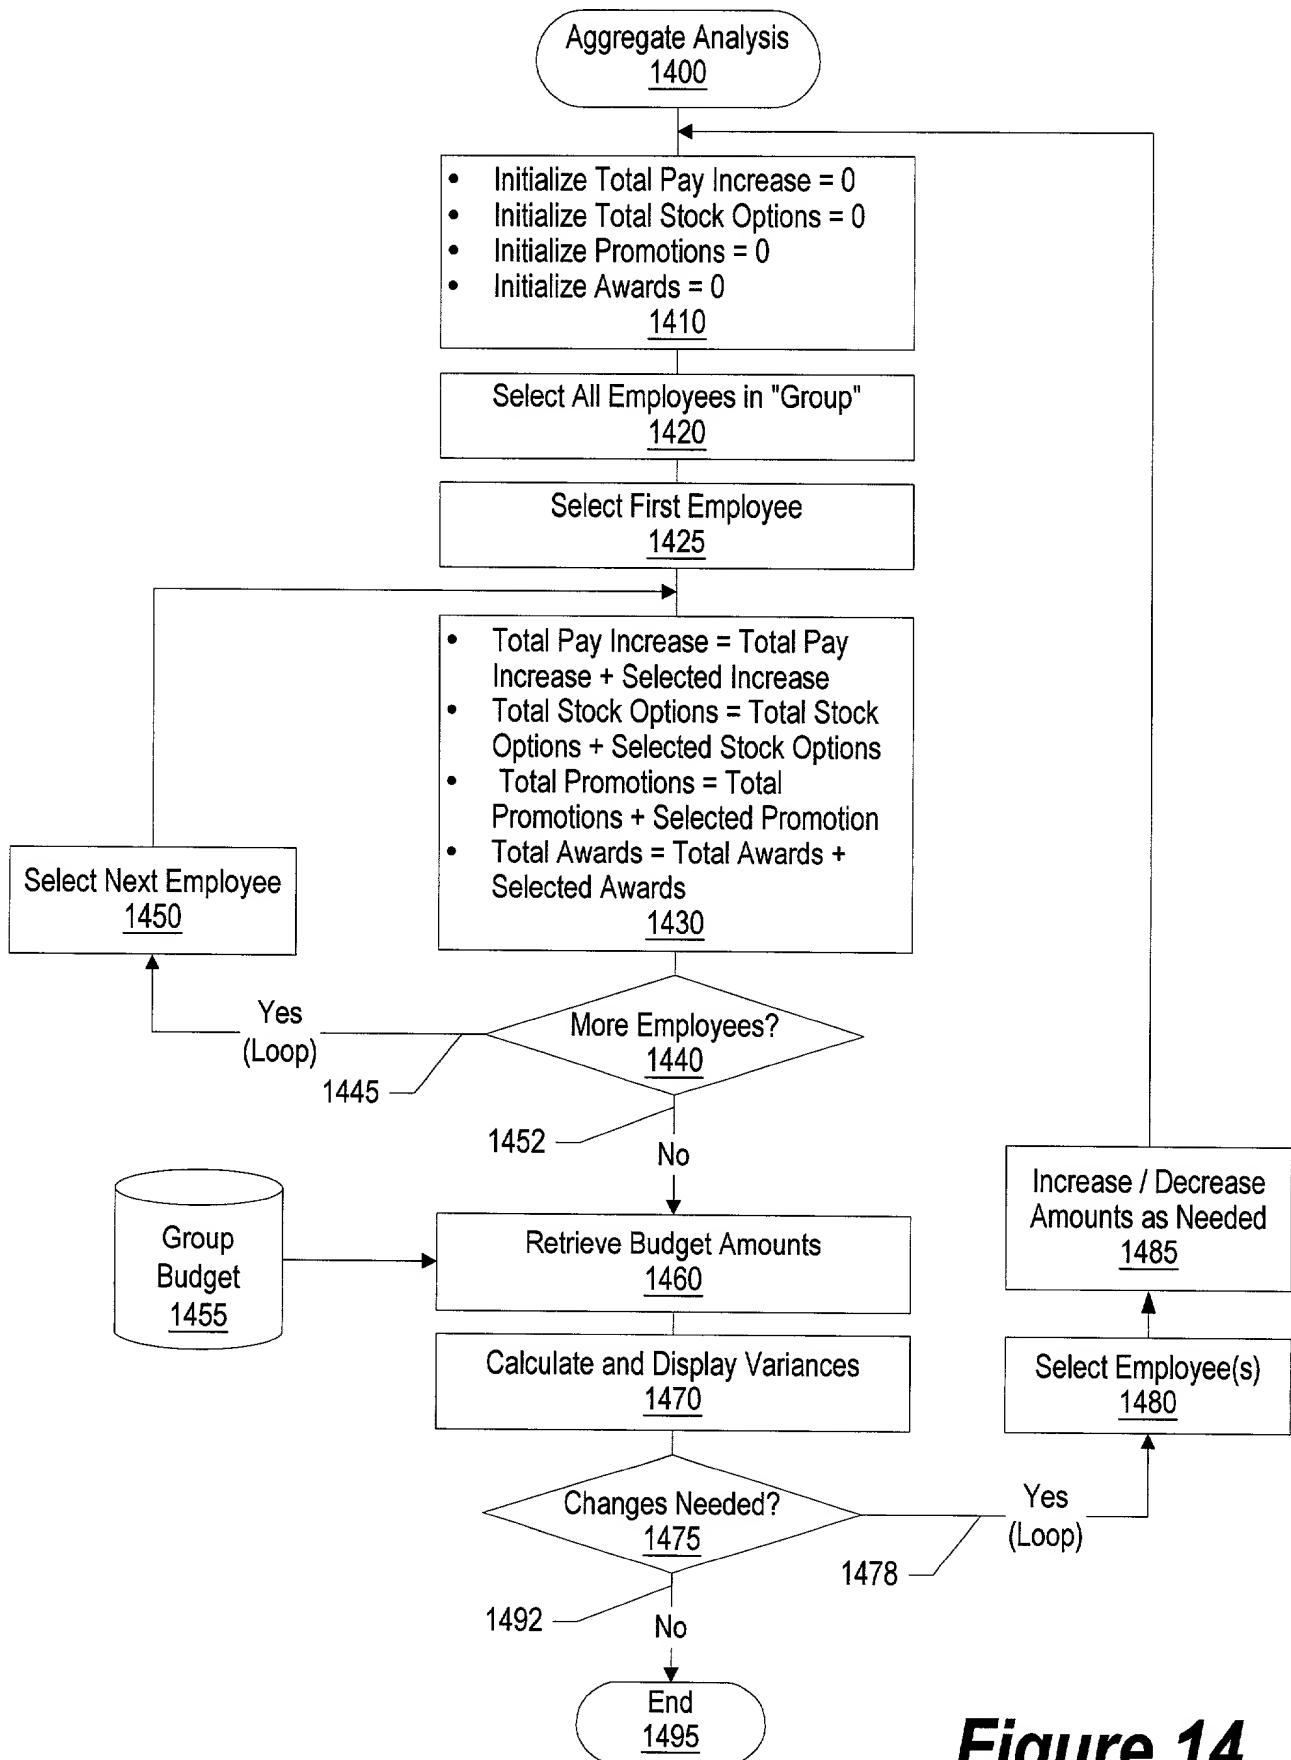 Aggregate Analysis
1400
• Initialize Total Pay Increase = 0
• Initialize Total Stock Options = 0
• Initialize Promotions = 0
• Initialize Awards = 0
1410
Select All Employees in "Group"
1420
Select First Employee
1425
• Total Pay Increase = Total Pay
Increase + Selected Increase
• Total Stock Options = Total Stock
Options + Selected Stock Options
• Total Promotions = Total
Promotions + Selected Promotion
• Total Awards = Total Awards +
Selected Awards
1430
Select Next Employee
1450
Yes
(Loop)
1445
More Employees?
1440
1452
No
Group
Budget
1455
Retrieve Budget Amounts
1460
Increase / Decrease
Amounts as Needed
1485
Calculate and Display Variances
1470
Select Employee(s)
1480
Changes Needed?
1475
Yes
(Loop)
1478
1492
No
End
1495
Figure 14